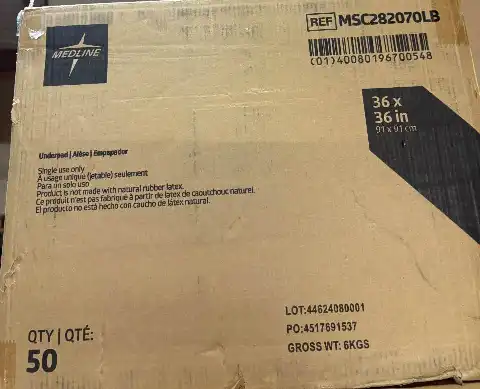 MEDLINE
REF MSC282070LB
(01)40080196700548
36 x
36 in
91 x 91 cm
Underpad | Alèse | Empapador
Single use only
À usage unique (jetable) seulement
Para un solo uso
Product is not made with natural rubber latex.
Ce produit n'est pas fabriqué à partir de latex de caoutchouc naturel.
El producto no está hecho con caucho de látex natural.
LOT:44624080001
PO:4517691537
GROSS WT: 6KGS
QTY | QTÉ:
50